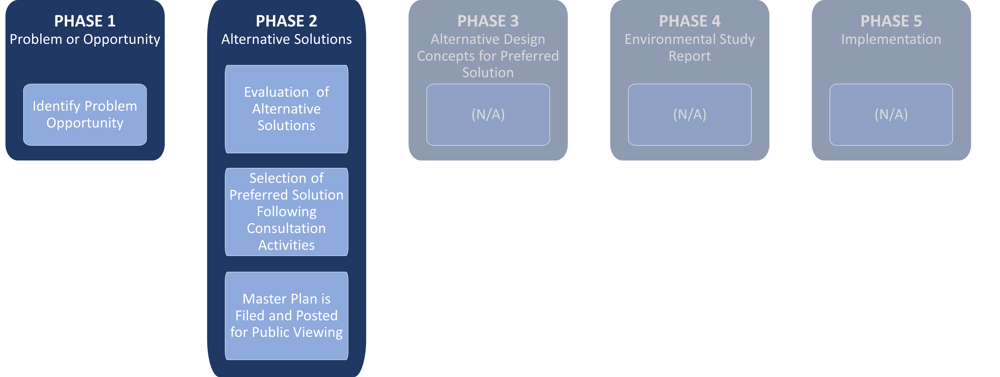 PHASE 1
Problem or Opportunity
Identify Problem
Opportunity
PHASE 2
Alternative Solutions
Evaluation  of
Alternative
Solutions
Selection of
Preferred Solution
Following
Consultation
Activities
Master Plan is
Filed and Posted
for Public Viewing
PHASE 3
Alternative Design
Concepts for Preferred
Solution
(N/A)
PHASE 4
Environmental Study
Report
(N/A)
PHASE 5
Implementation
(N/A)